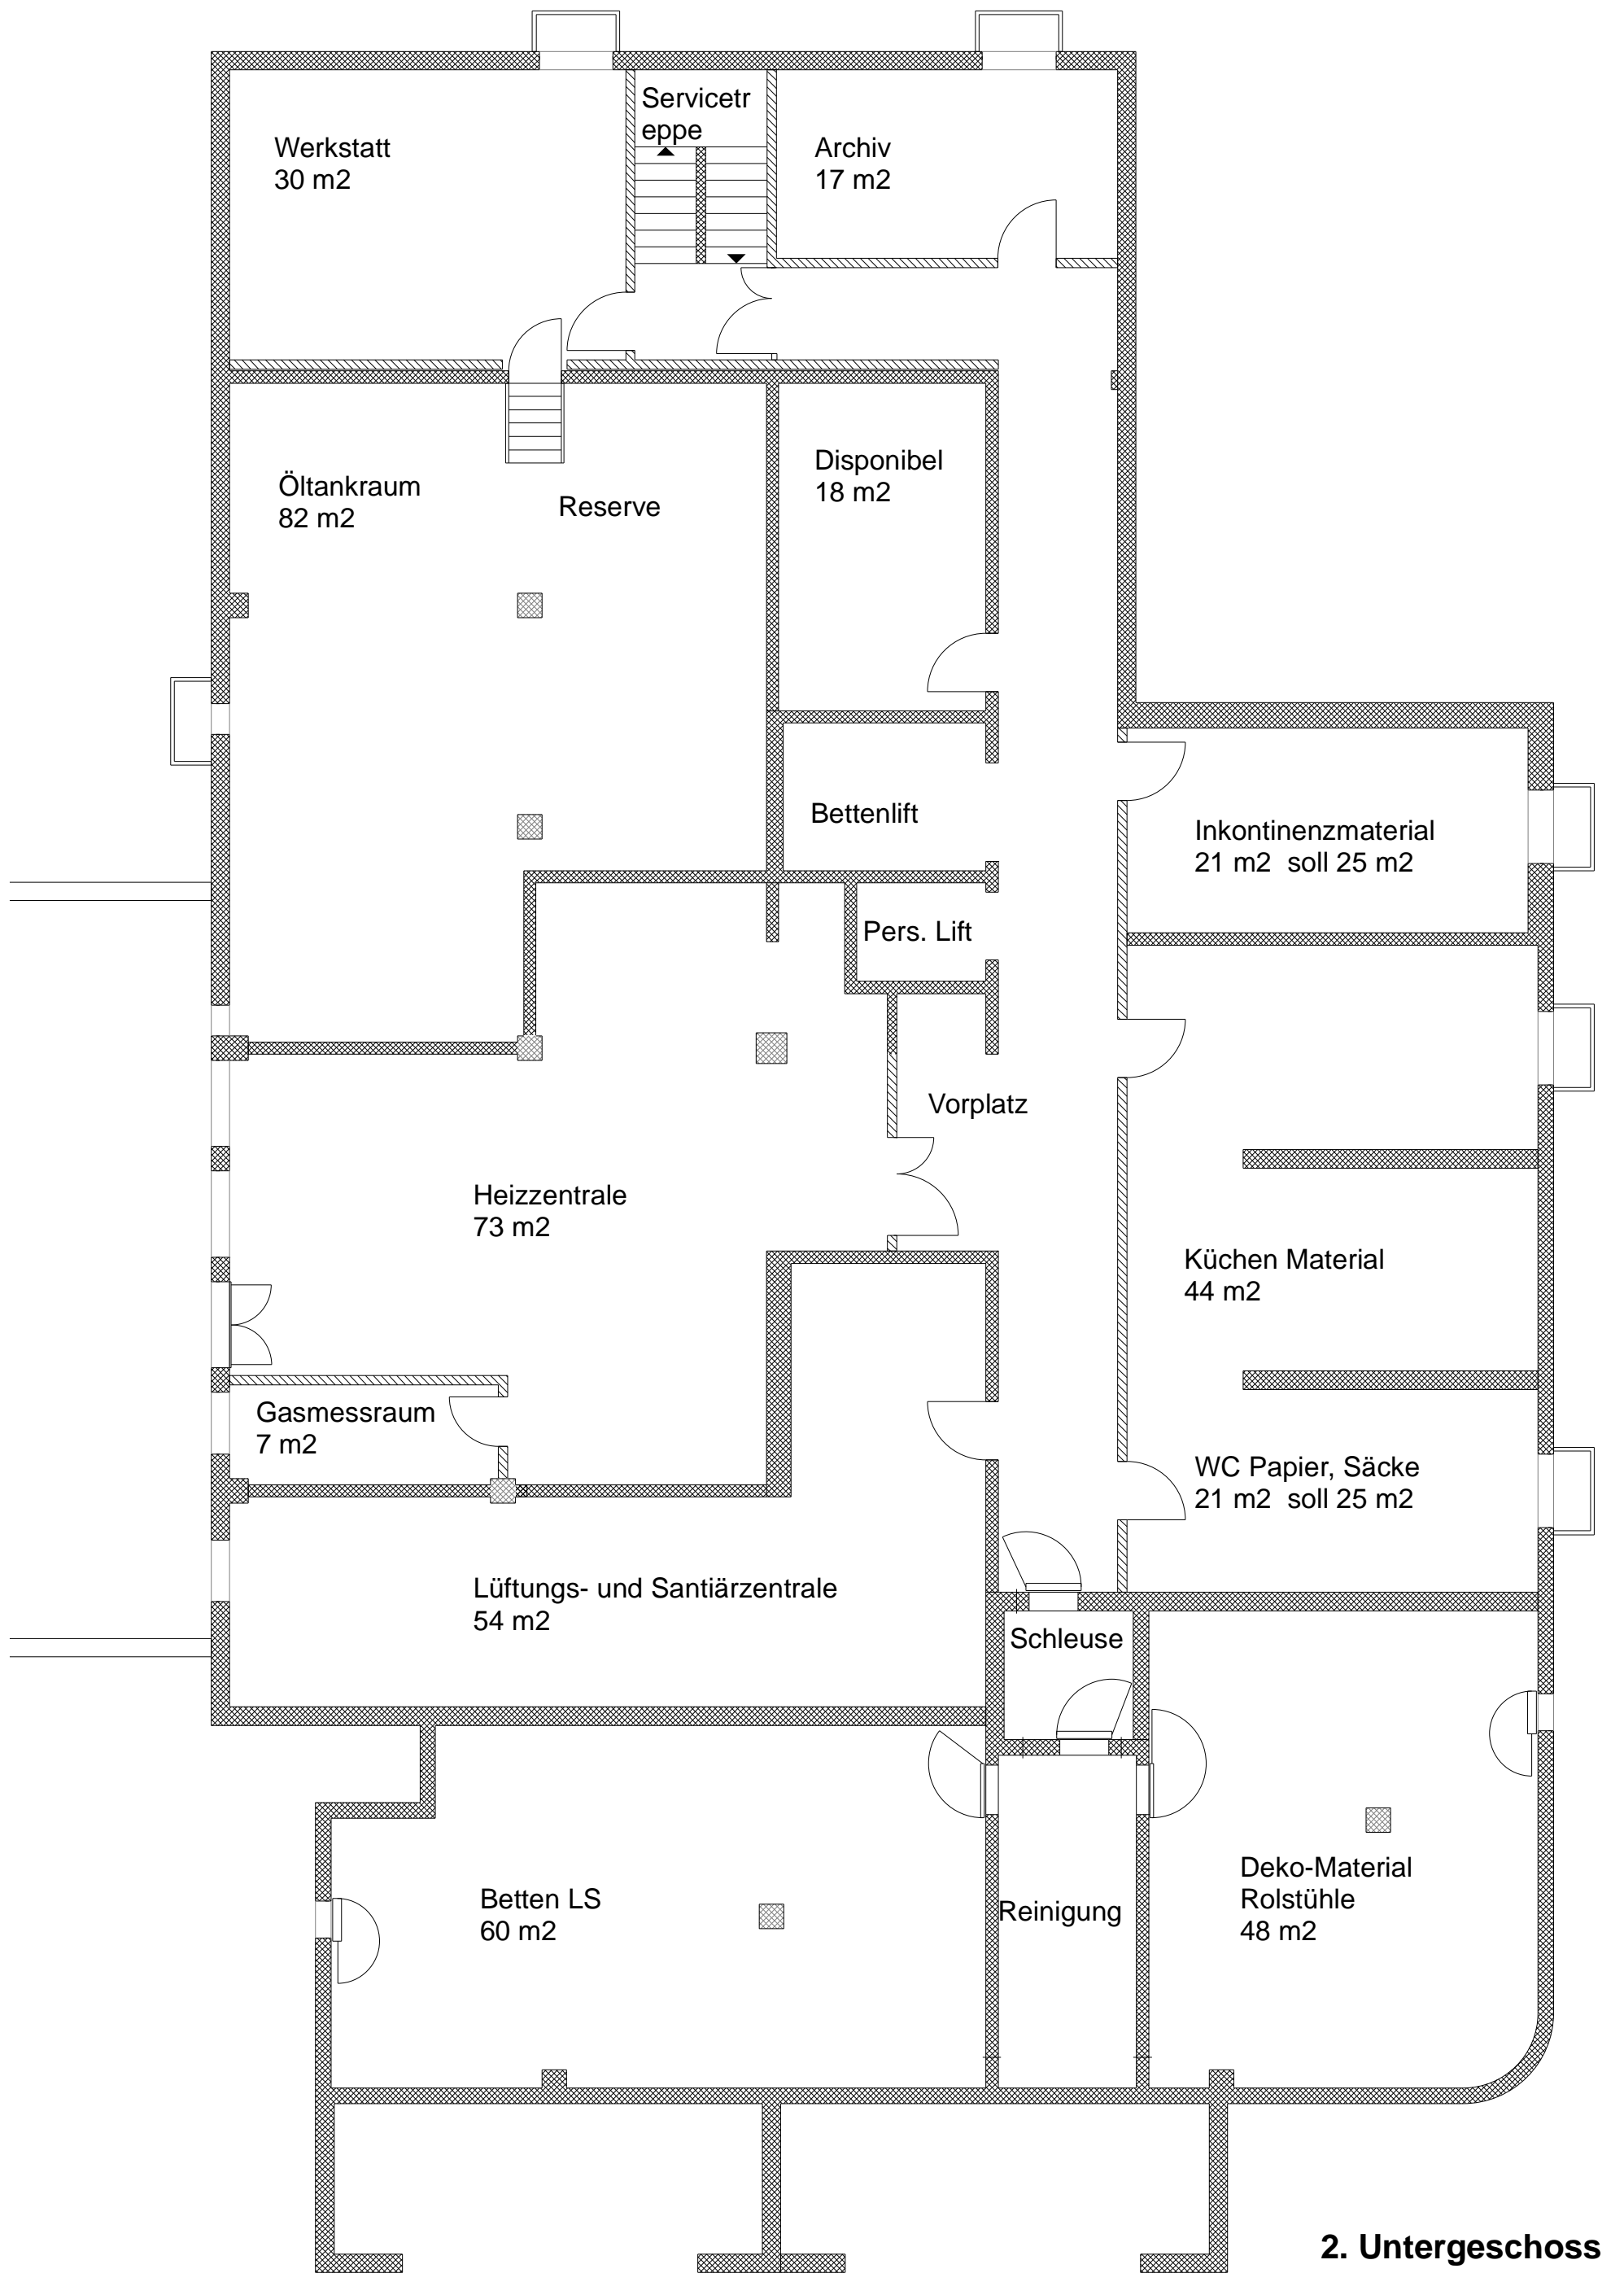 Servicetr
eppe
Werkstatt
30 m2
Archiv
17 m2
Disponibel
18 m2
Öltankraum
82 m2
Reserve
Bettenlift
Inkontinenzmaterial
21 m2  soll 25 m2
Pers. Lift
Vorplatz
Heizzentrale
73 m2
Küchen Material
44 m2
Gasmessraum
7 m2
WC Papier, Säcke
21 m2  soll 25 m2
Lüftungs- und Santiärzentrale
54 m2
Schleuse
Deko-Material
Rolstühle
48 m2
Betten LS
60 m2
Reinigung
2. Untergeschoss